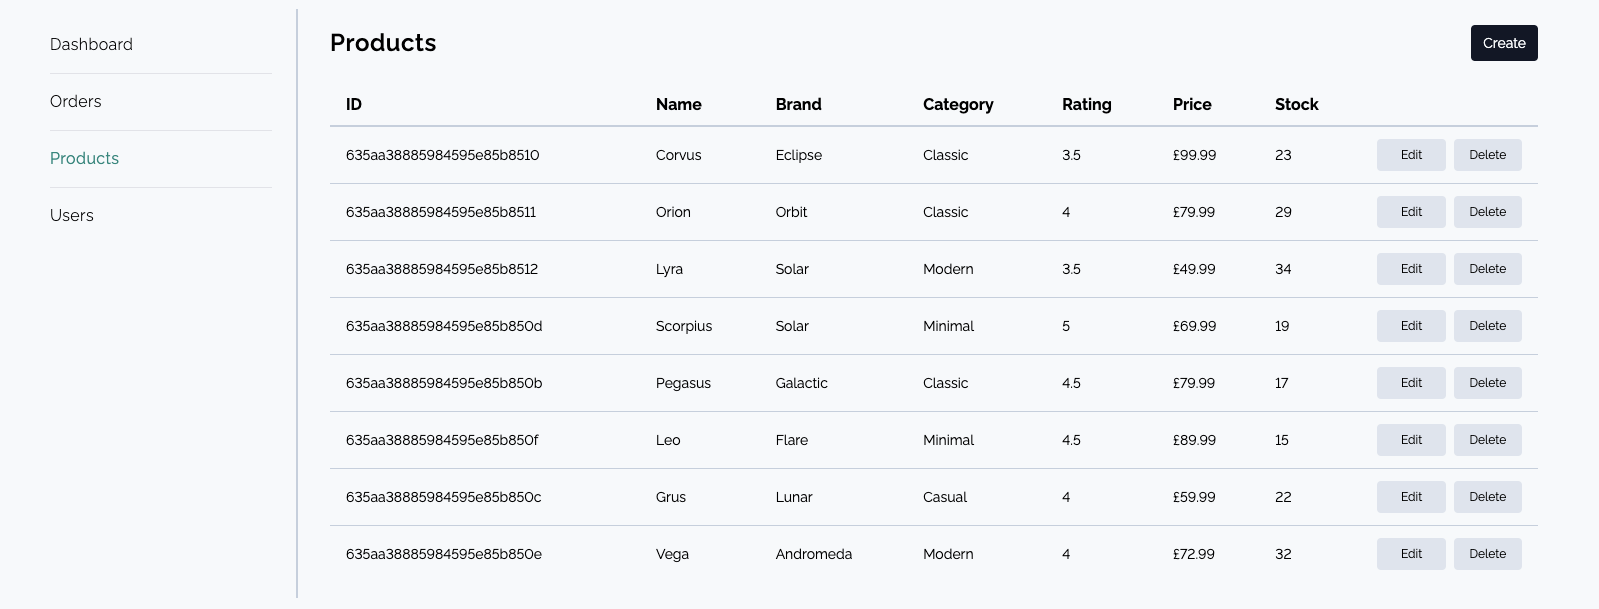 Dashboard
Orders
Products
Users
Products
Create
ID Name Brand Category Rating Price Stock
635aa38885984595e85b8510 Corvus Eclipse Classic 3.5 £99.99 23 Edit Delete
635aa38885984595e85b8511 Orion Orbit Classic 4 £79.99 29 Edit Delete
635aa38885984595e85b8512 Lyra Solar Modern 3.5 £49.99 34 Edit Delete
635aa38885984595e85b850d Scorpius Solar Minimal 5 £69.99 19 Edit Delete
635aa38885984595e85b850b Pegasus Galactic Classic 4.5 £79.99 17 Edit Delete
635aa38885984595e85b850f Leo Flare Minimal 4.5 £89.99 15 Edit Delete
635aa38885984595e85b850c Grus Lunar Casual 4 £59.99 22 Edit Delete
635aa38885984595e85b850e Vega Andromeda Modern 4 £72.99 32 Edit Delete